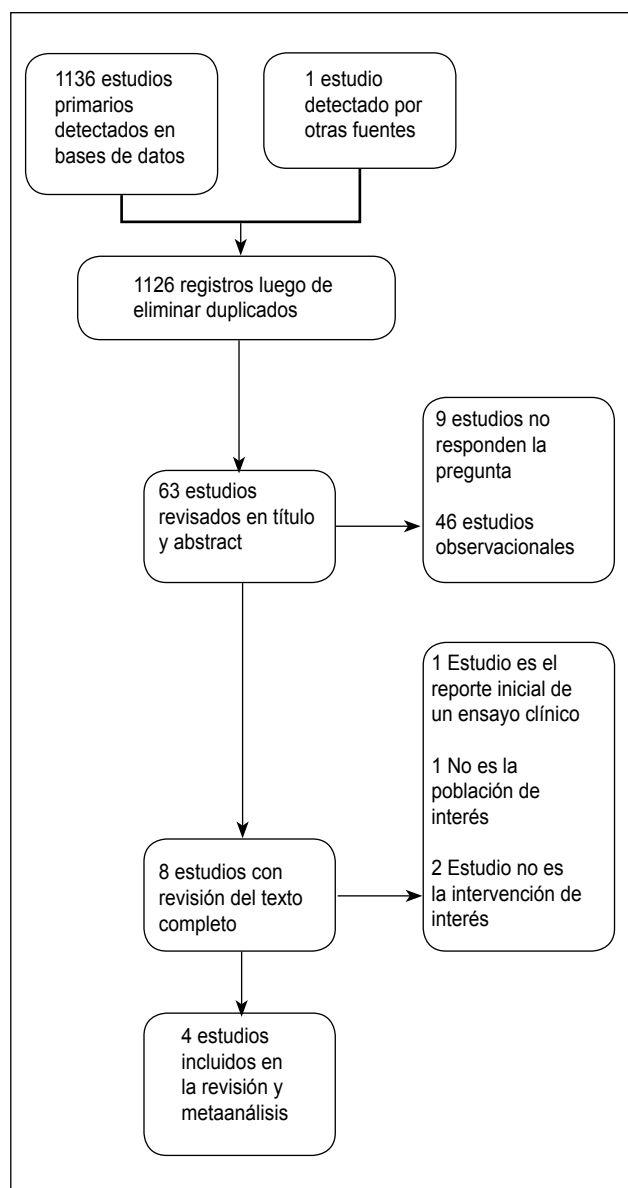 1136 estudios
primarios
detectados en
bases de datos
1 estudio
detectado por
otras fuentes
1126 registros luego de
eliminar duplicados
63 estudios
revisados en título
y abstract
9 estudios no
responden la
pregunta
46 estudios
observacionales
8 estudios con
revisión del texto
completo
1 Estudio es el
reporte inicial de
un ensayo clínico
1 No es la
población de
interés
2 Estudio no es
la intervención de
interés
4 estudios
incluidos en
la revisión y
metaanálisis